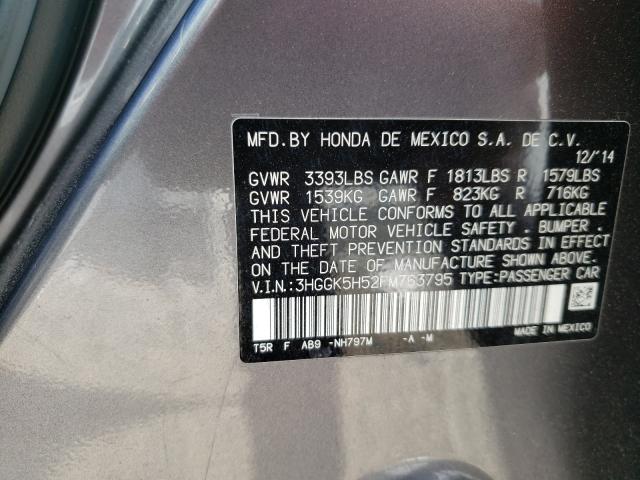 MFD.BY HONDA DE MEXICO S.A. DE C.V.
12/'14
GVWR 3393LBS GAWR F 1813LBS R 1579LBS
GVWR 1539KG GAWR F 823KG R 716KG
THIS VEHICLE CONFORMS TO ALL APPLICABLE
FEDERAL MOTOR VEHICLE SAFETY . BUMPER .
AND THEFT PREVENTION STANDARDS IN EFFECT
ON THE DATE OF MANUFACTURE SHOWN ABOVE.
V.I.N.:3HGGK5H52FM763795 TYPE:PASSENGER CAR
MADE IN MEXICO
T5R F AB9 -NH797M -A -M